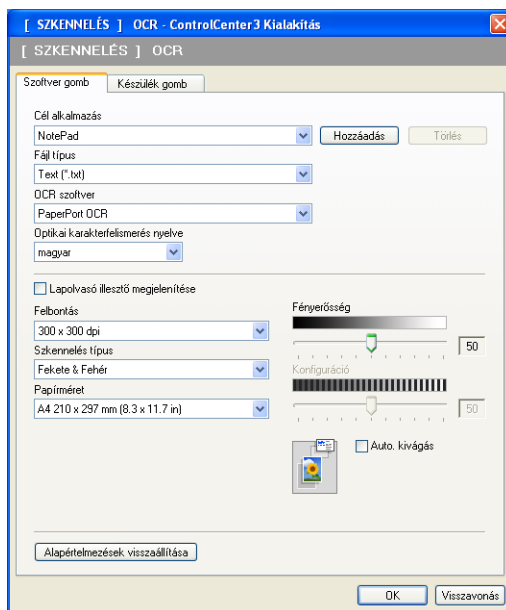 [ SZKENNELÉS ] OCR - ControlCenter3 Kialakítás
[ SZKENNELÉS ] OCR
Szoftver gomb Készülék gomb
Cél alkalmazás
NotePad Hozzáadás Törlés
Fájl típus
Text (*.txt)
OCR szoftver
PaperPort OCR
Optikai karakterfelismerés nyelve
magyar
Lapolvasó illesztő megjelenítése
Felbontás Fényerősség
300 x 300 dpi 50
Szkennelés típus Konfiguráció
Fekete & Fehér
Papírméret
A4 210 x 297 mm (8.3 x 11.7 in) 50
Auto. kivágás
Alapértelmezések visszaállítása
OK Visszavonás